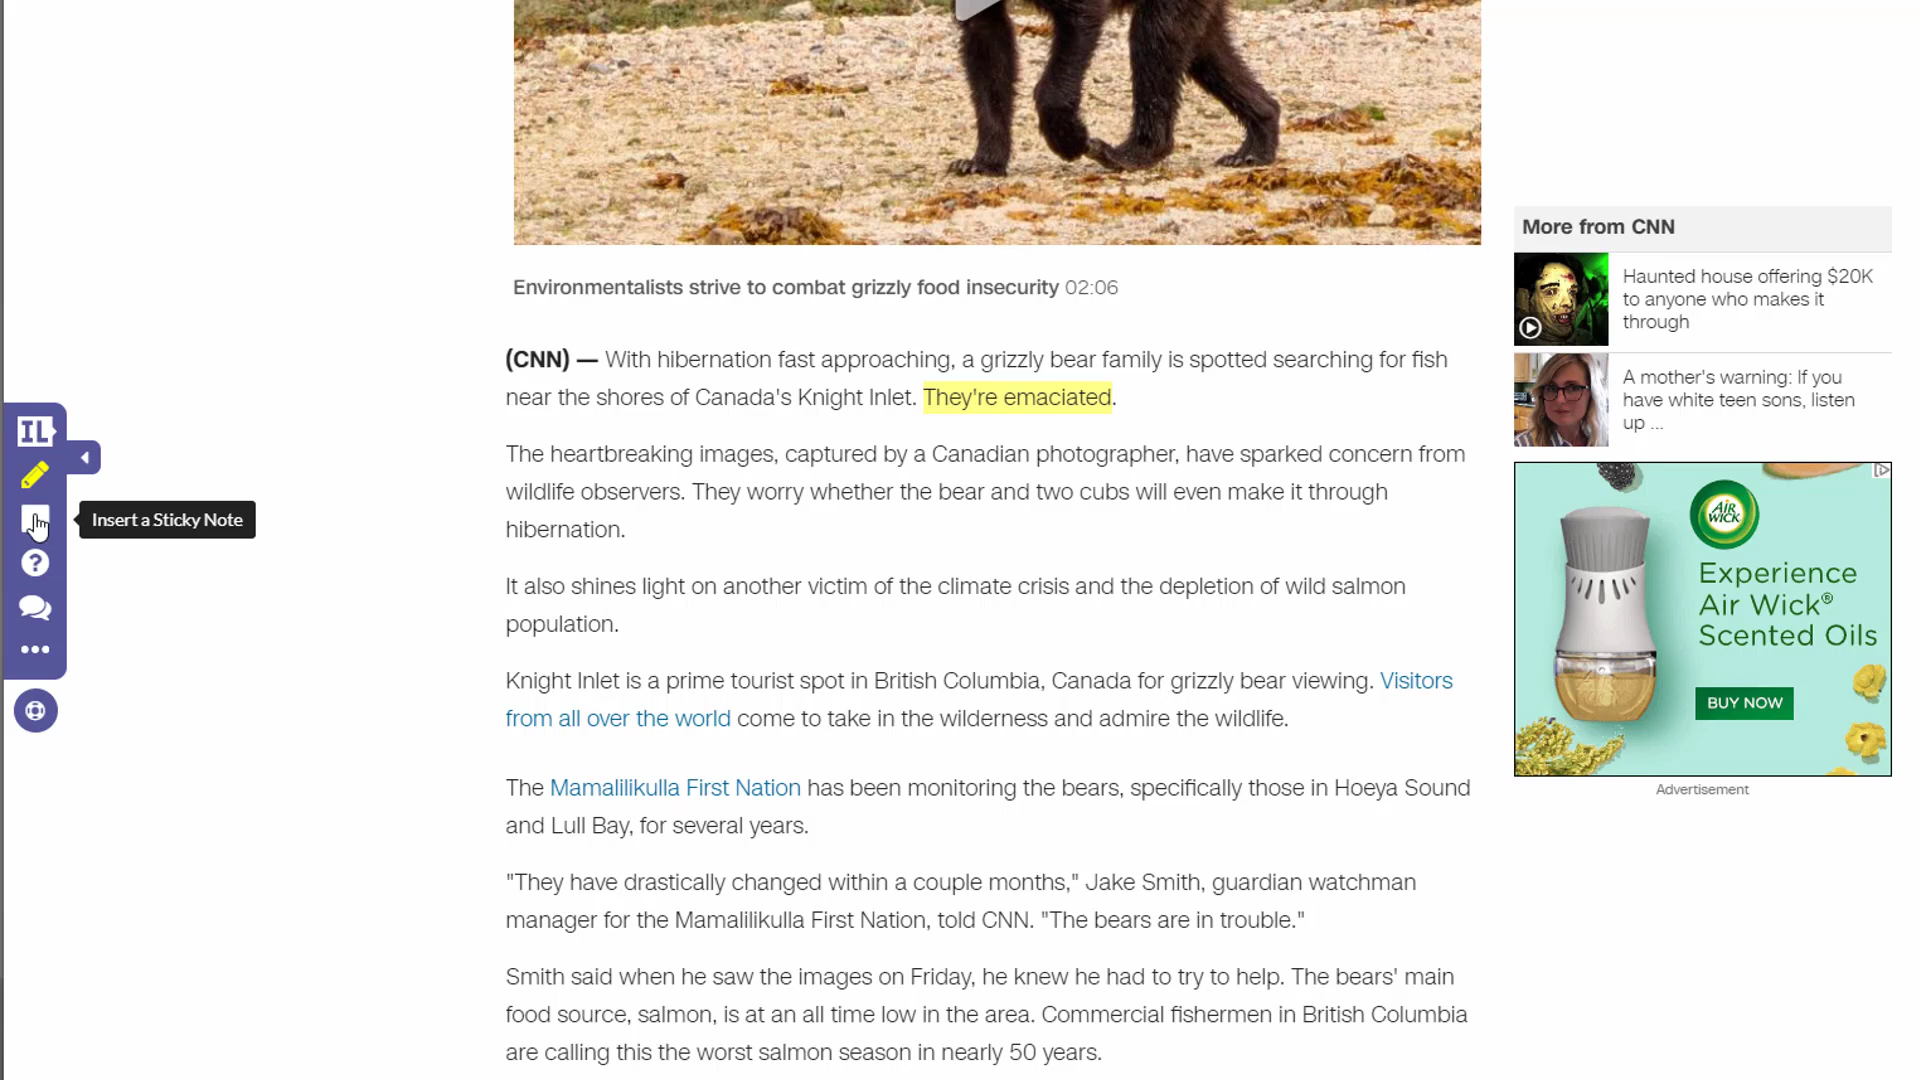 Environmentalists strive to combat grizzly food insecurity 02:06
(CNN) — With hibernation fast approaching, a grizzly bear family is spotted searching for fish
near the shores of Canada's Knight Inlet. They're emaciated.
The heartbreaking images, captured by a Canadian photographer, have sparked concern from
wildlife observers. They worry whether the bear and two cubs will even make it through
hibernation.
It also shines light on another victim of the climate crisis and the depletion of wild salmon
population.
Knight Inlet is a prime tourist spot in British Columbia, Canada for grizzly bear viewing. Visitors
from all over the world come to take in the wilderness and admire the wildlife.
The Mamalilikulla First Nation has been monitoring the bears, specifically those in Hoeya Sound
and Lull Bay, for several years.
"They have drastically changed within a couple months," Jake Smith, guardian watchman
manager for the Mamalilikulla First Nation, told CNN. "The bears are in trouble."
Smith said when he saw the images on Friday, he knew he had to try to help. The bears' main
food source, salmon, is at an all time low in the area. Commercial fishermen in British Columbia
are calling this the worst salmon season in nearly 50 years.
IL
Insert a Sticky Note
?
More from CNN
Haunted house offering $20K
to anyone who makes it
through
A mother's warning: If you
have white teen sons, listen
up ...
AIR
WICK
Experience
Air Wick®
Scented Oils
BUY NOW
Advertisement